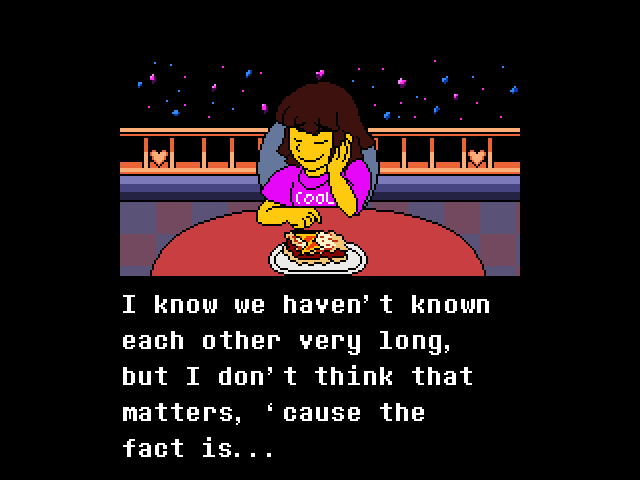 COOL
I know we haven't known
each other very long,
but I don't think that
matters, ‘cause the
fact is...